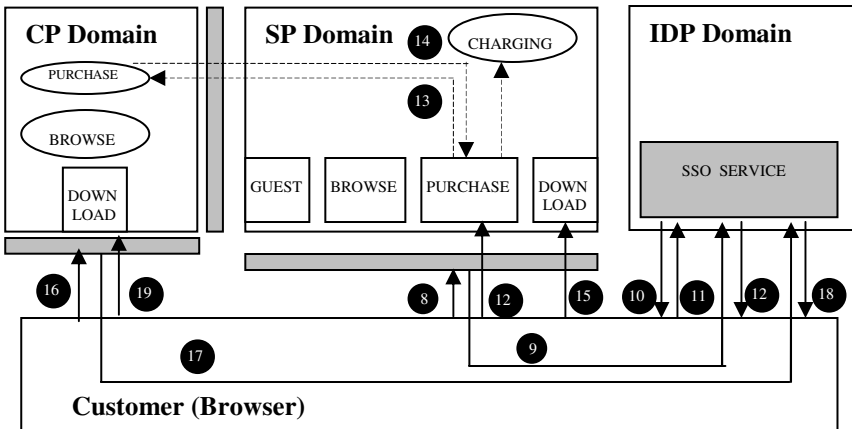 CP Domain
SP Domain
IDP Domain
14
CHARGING
PURCHASE
13
BROWSE
SSO SERVICE
DOWN
LOAD
GUEST
BROWSE
PURCHASE
DOWN
LOAD
16
19
8
12
15
10
11
12
18
17
9
Customer (Browser)